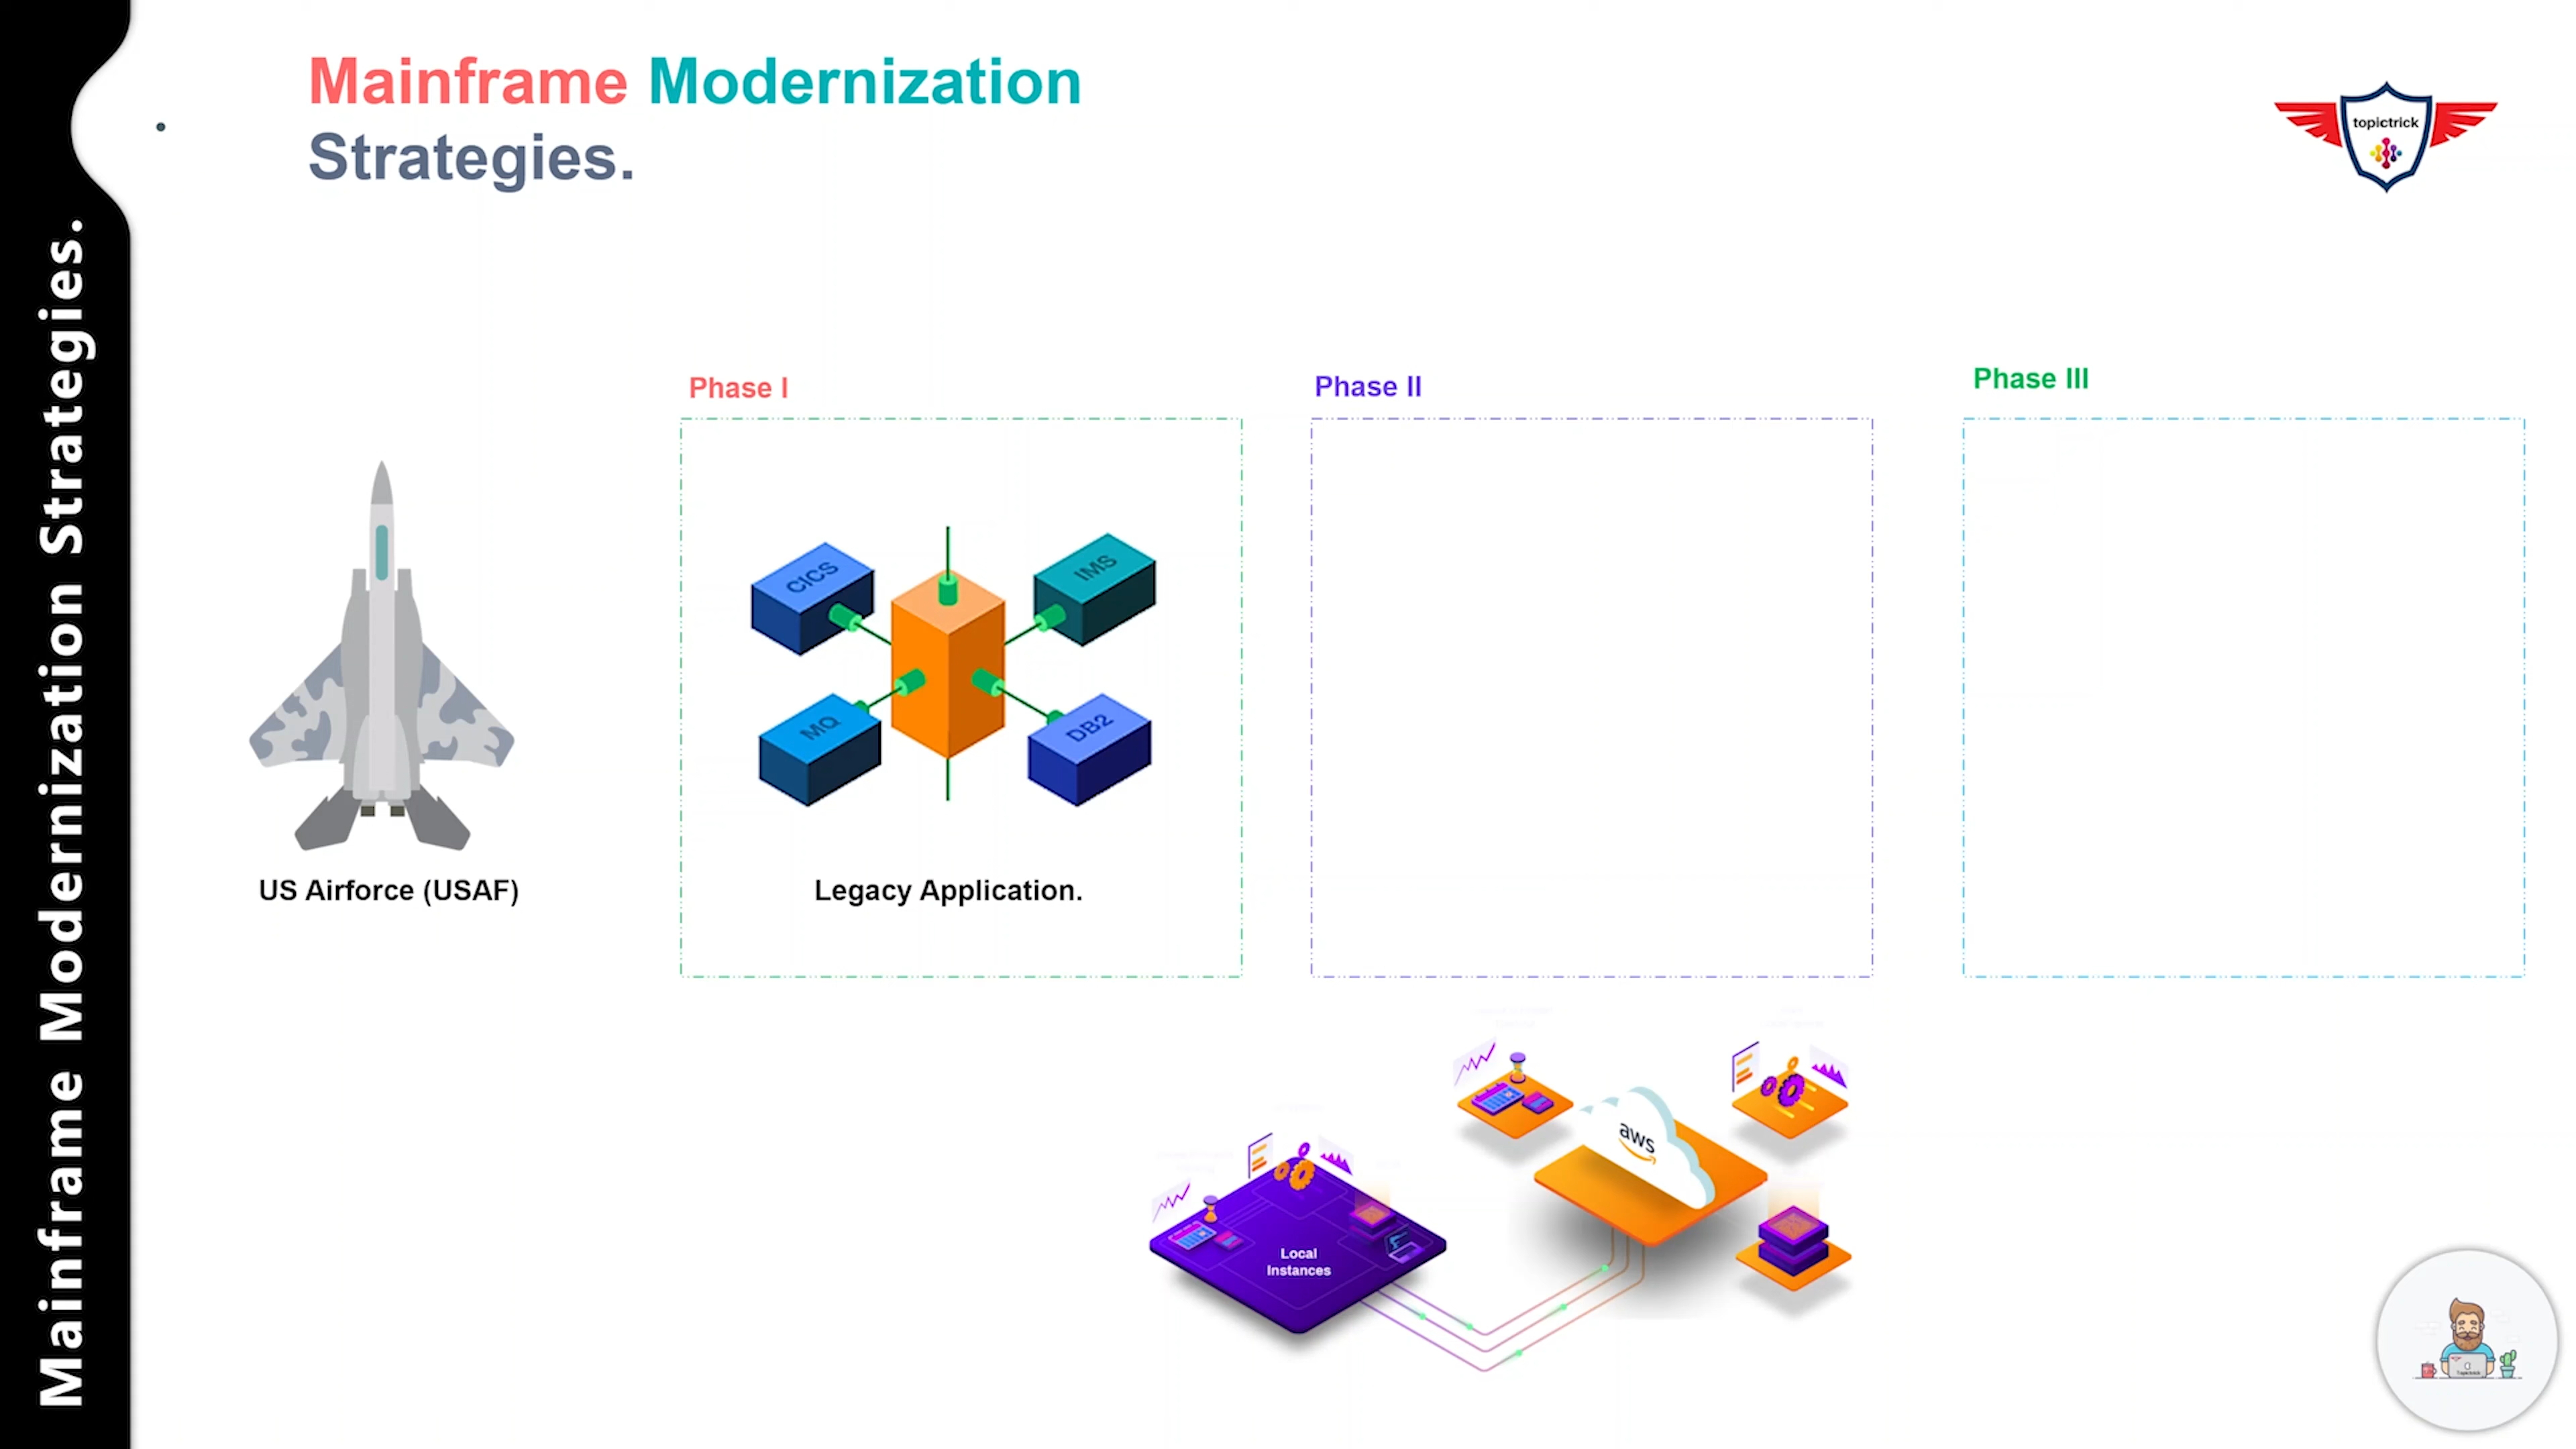 Mainframe Modernization Strategies.
Mainframe Modernization
Strategies.
topictrick
Phase I
Phase II
Phase III
CICS
IMS
MQ
DB2
US Airforce (USAF)
Legacy Application.
aws
Local
Instances